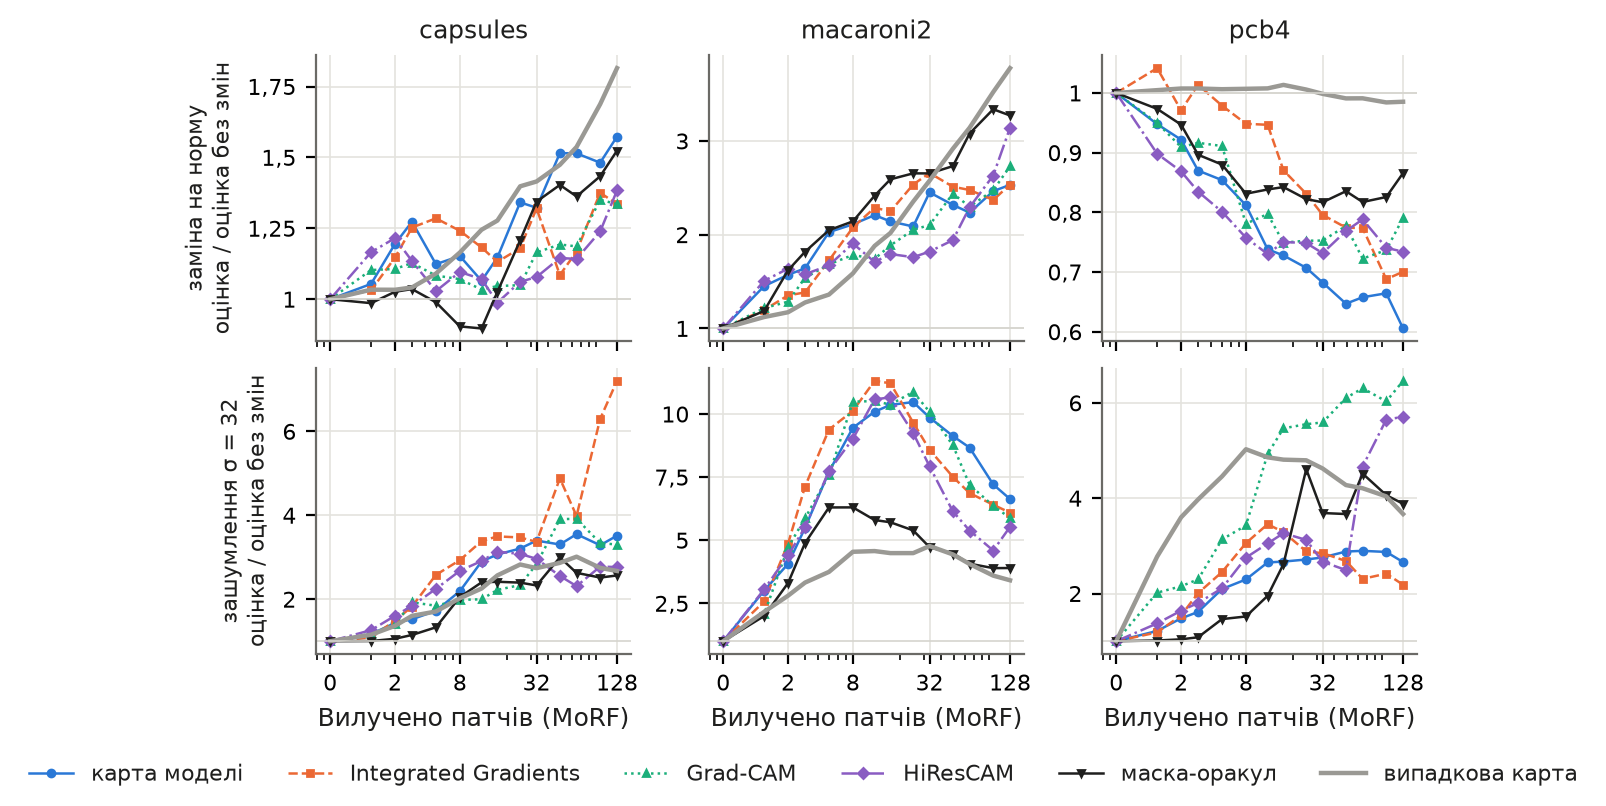 capsules
macaroni2
pcb4
заміна на норму
оцінка / оцінка без змін
1,75
1,5
1,25
1
3
2
1
1
0,9
0,8
0,7
0,6
зашумлення σ = 32
оцінка / оцінка без змін
6
4
2
10
7,5
5
2,5
6
4
2
0 2 8 32 128
0 2 8 32 128
0 2 8 32 128
Вилучено патчів (MoRF)
Вилучено патчів (MoRF)
Вилучено патчів (MoRF)
карта моделі
Integrated Gradients
Grad-CAM
HiResCAM
маска-оракул
випадкова карта